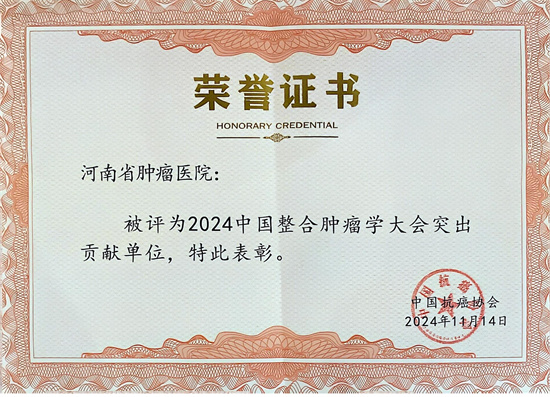 荣誉证书
HONORARY CREDENTIAL
河南省肿瘤医院：
被评为2024中国整合肿瘤学大会突出
贡献单位，特此表彰。
中国抗癌协会
2024年11月14日